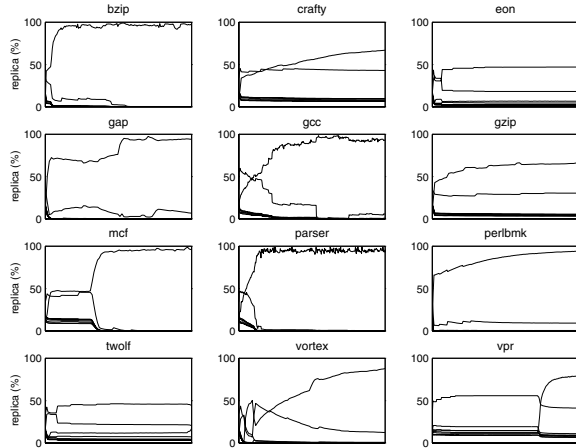 bzip crafty eon
100 100 100
replica (%) 50 50 50
0 0 0
gap gcc gzip
100 100 100
replica (%) 50 50 50
0 0 0
mcf parser perlbmk
100 100 100
replica (%) 50 50 50
0 0 0
twolf vortex vpr
100 100 100
replica (%) 50 50 50
0 0 0